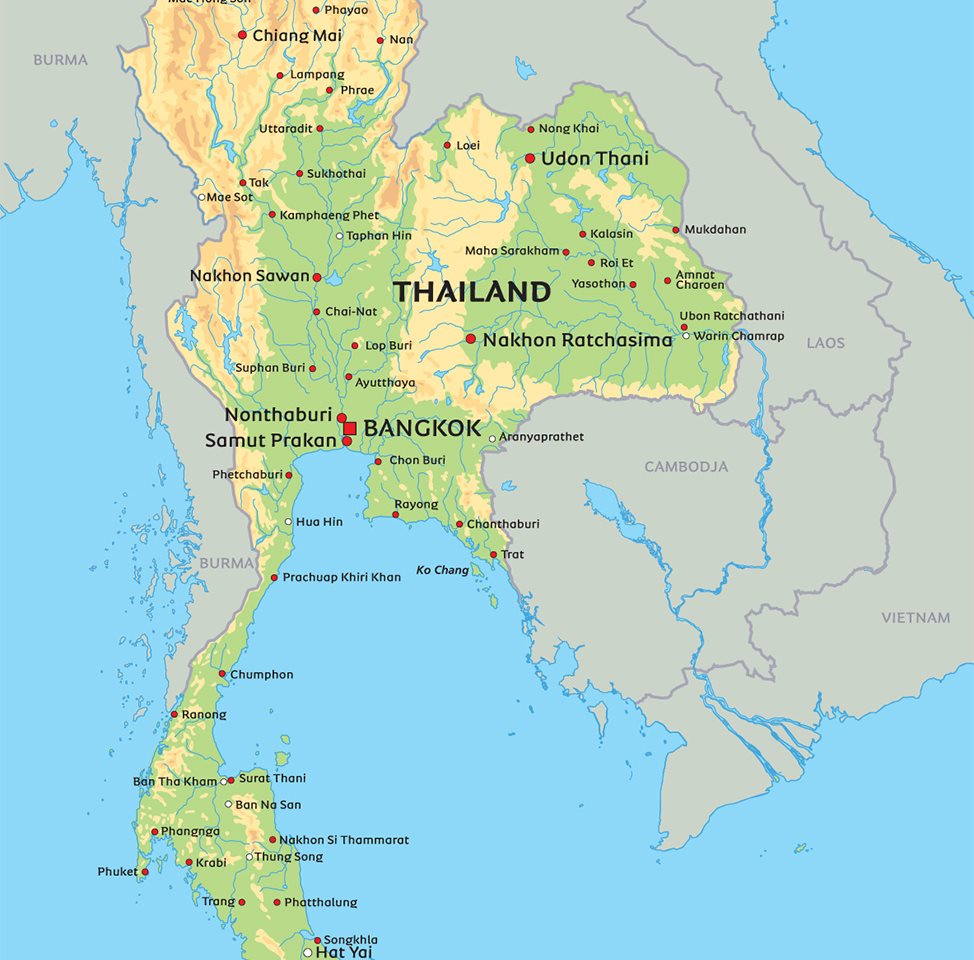 Mae Hong Son
Phayao
Chiang Mai
Nan
BURMA
Lampang
Phrae
Uttaradit
Nong Khai
Loei
Udon Thani
Sukhothai
Tak
Mae Sot
Kamphaeng Phet
Taphan Hin
Kalasin
Mukdahan
Maha Sarakham
Roi Et
Nakhon Sawan
Yasothon
Amnat
Charoen
THAILAND
Chai-Nat
Ubon Ratchathani
Warin Chamrap
Nakhon Ratchasima
LAOS
Lop Buri
Suphan Buri
Ayutthaya
Nonthaburi
BANGKOK
Samut Prakan
Aranyaprathet
Chon Buri
CAMBODJA
Phetchaburi
Rayong
Hua Hin
Chanthaburi
Trat
BURMA
Ko Chang
Prachuap Khiri Khan
VIETNAM
Chumphon
Ranong
Ban Tha Kham
Surat Thani
Ban Na San
Phangnga
Nakhon Si Thammarat
Thung Song
Krabi
Phuket
Trang
Phatthalung
Songkhla
Hat Yai